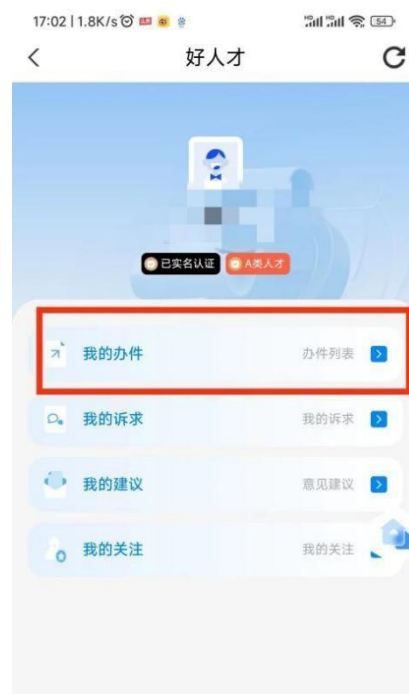 17:02 | 1.8K/s
54
好人才
已实名认证 A类人才
我的办件 办件列表
我的诉求 我的诉求
我的建议 意见建议
我的关注 我的关注